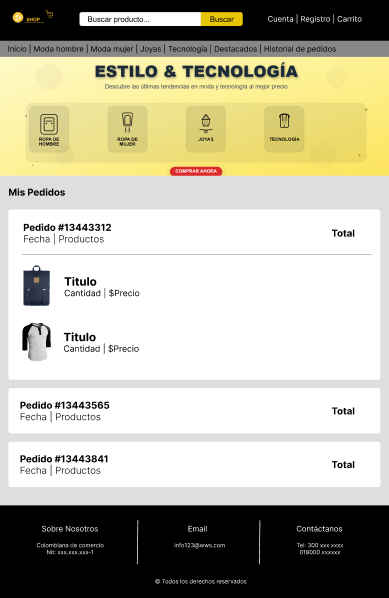 SHOP
Buscar producto...
Buscar
Cuenta | Registro | Carrito
Inicio | Moda hombre | Moda mujer | Joyas | Tecnología | Destacados | Historial de pedidos
ESTILO & TECNOLOGÍA
Descubre las últimas tendencias en moda y tecnología al mejor precio
ROPA DE
HOMBRE
ROPA DE
MUJER
JOYAS
TECNOLOGÍA
COMPRAR AHORA
Mis Pedidos
Pedido #13443312
Fecha | Productos
Total
Titulo
Cantidad | $Precio
Titulo
Cantidad | $Precio
Pedido #13443565
Fecha | Productos
Total
Pedido #13443841
Fecha | Productos
Total
Sobre Nosotros
Colombiana de comercio
Nit: xxx.xxx.xxx-1
Email
info123@wws.com
Contáctanos
Tel: 300 xxx xxxx
018000 xxxxxx
© Todos los derechos reservados